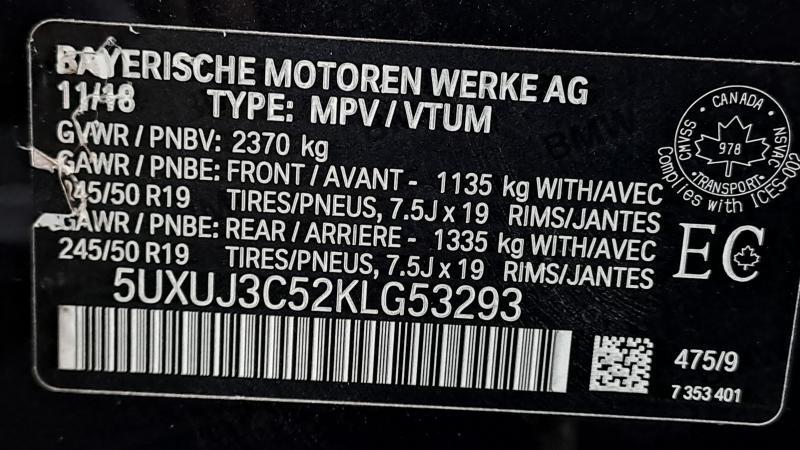 BAYERISCHE MOTOREN WERKE AG
11/18 TYPE: MPV / VTUM
GVWR / PNBV: 2370 kg
GAWR / PNBE: FRONT / AVANT - 1135 kg WITH/AVEC
245/50 R19 TIRES/PNEUS, 7.5J x 19 RIMS/JANTES
GAWR / PNBE: REAR / ARRIERE - 1335 kg WITH/AVEC
245/50 R19 TIRES/PNEUS, 7.5J x 19 RIMS/JANTES
5UXUJ3C52KLG53293
CANADA
CMVSS
NSVAC
978
TRANSPORT
Complies with ICES-002
EC
475/9
7 353 401
BMW